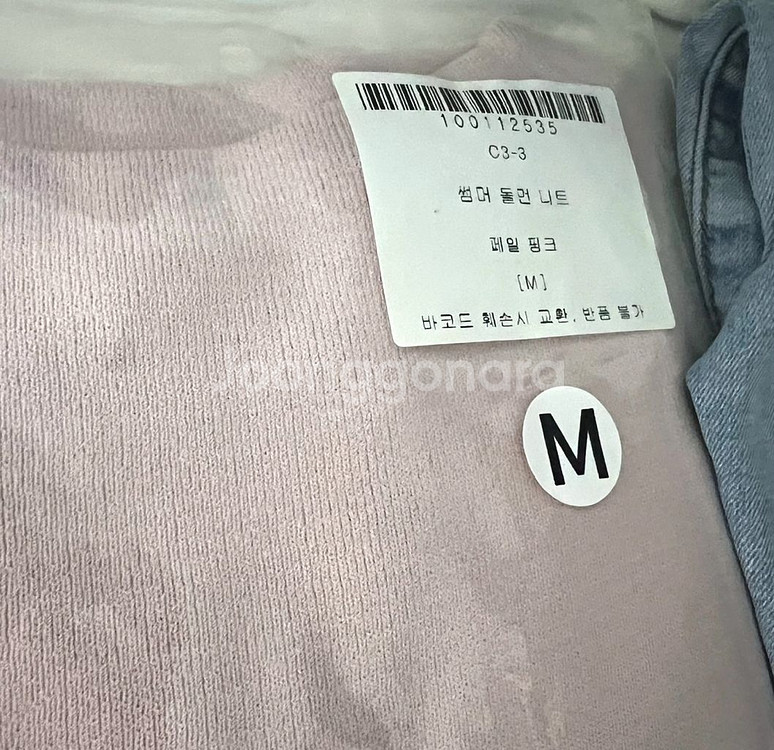 100112535
C3-3
썸머 돌먼 니트
페일 핑크
[M]
바코드 훼손시 교환, 반품 불가
Joonggonara
M